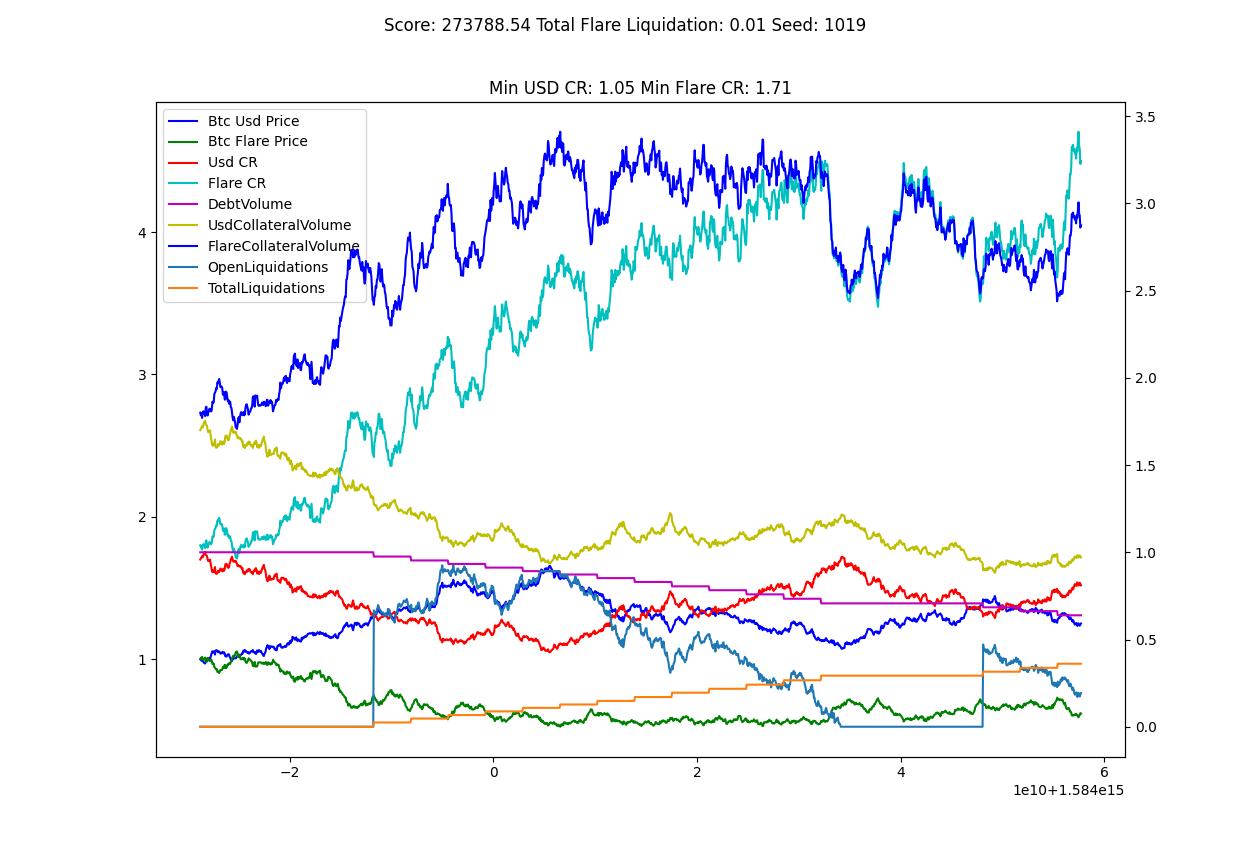 Score: 273788.54 Total Flare Liquidation: 0.01 Seed: 1019
Min USD CR: 1.05 Min Flare CR: 1.71
Btc Usd Price
Btc Flare Price
Usd CR
Flare CR
DebtVolume
UsdCollateralVolume
FlareCollateralVolume
OpenLiquidations
TotalLiquidations
4
3
2
1
3.5
3.0
2.5
2.0
1.5
1.0
0.5
0.0
−2 0 2 4 6
1e10+1.584e15